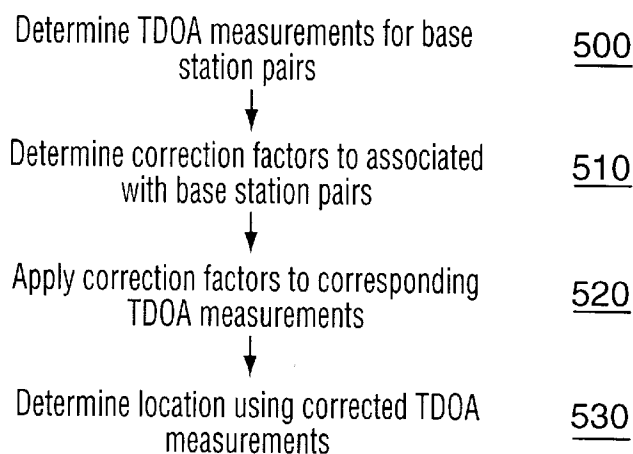 Determine TDOA measurements for base
station pairs
500
Determine correction factors to associated
with base station pairs
510
Apply correction factors to corresponding
TDOA measurements
520
Determine location using corrected TDOA
measurements
530